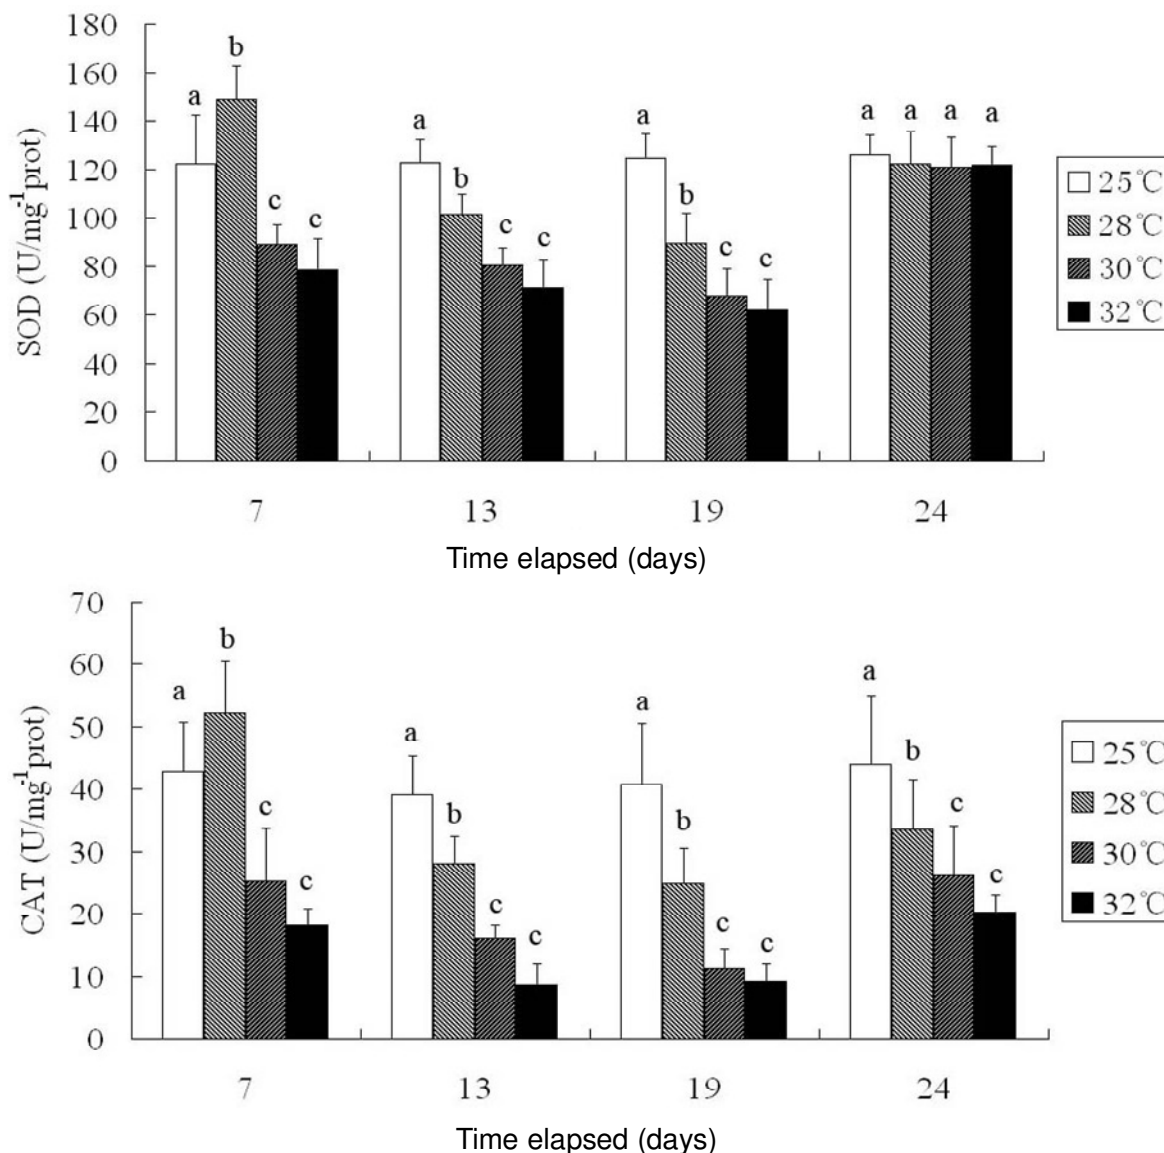 180
160
140
120
100
80
60
40
20
0
SOD (U/mg⁻¹prot)
a b c c
a b c c
a b c c
a a a a
7 13 19 24
Time elapsed (days)
25℃
28℃
30℃
32℃
70
60
50
40
30
20
10
0
CAT (U/mg⁻¹prot)
a b c c
a b c c
a b c c
a b c c
7 13 19 24
Time elapsed (days)
25℃
28℃
30℃
32℃